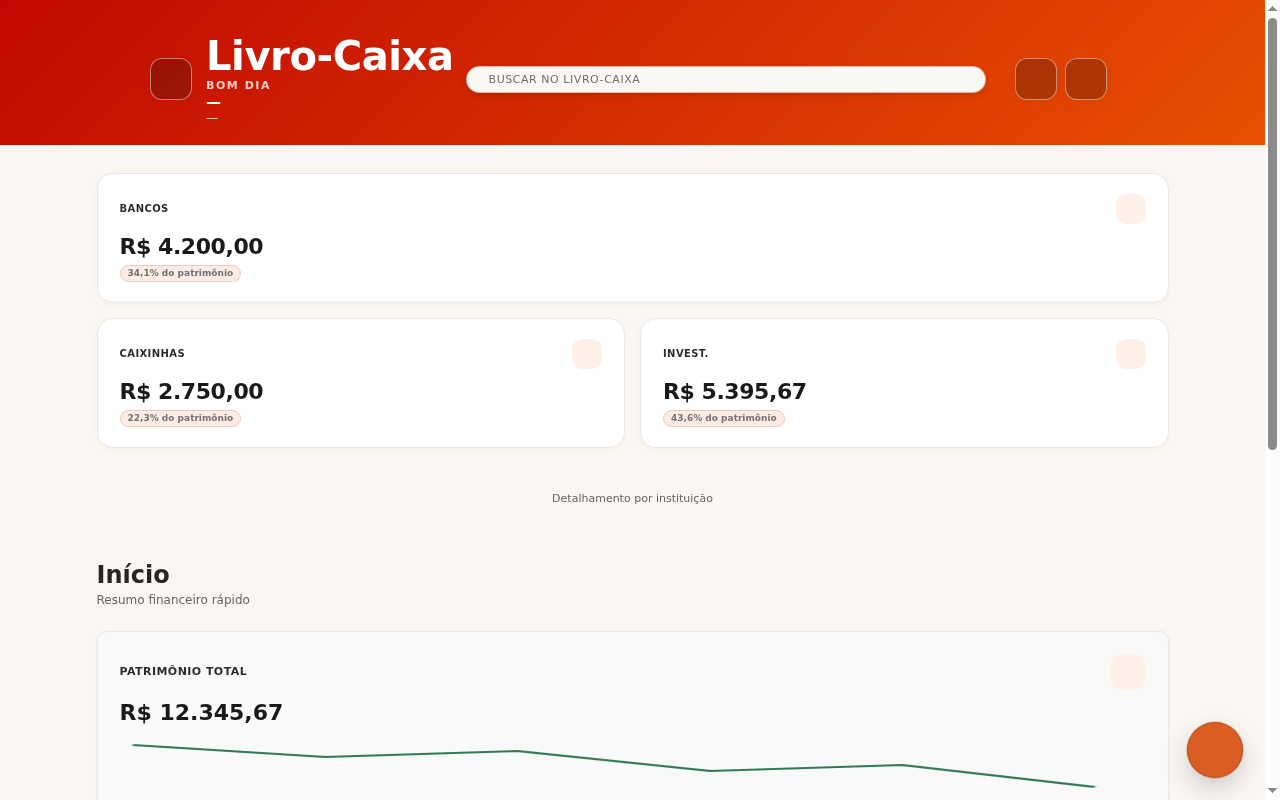 Livro-Caixa
BOM DIA
—
—
BUSCAR NO LIVRO-CAIXA
BANCOS
R$ 4.200,00
34,1% do patrimônio
CAIXINHAS
R$ 2.750,00
22,3% do patrimônio
INVEST.
R$ 5.395,67
43,6% do patrimônio
Detalhamento por instituição
Início
Resumo financeiro rápido
PATRIMÔNIO TOTAL
R$ 12.345,67